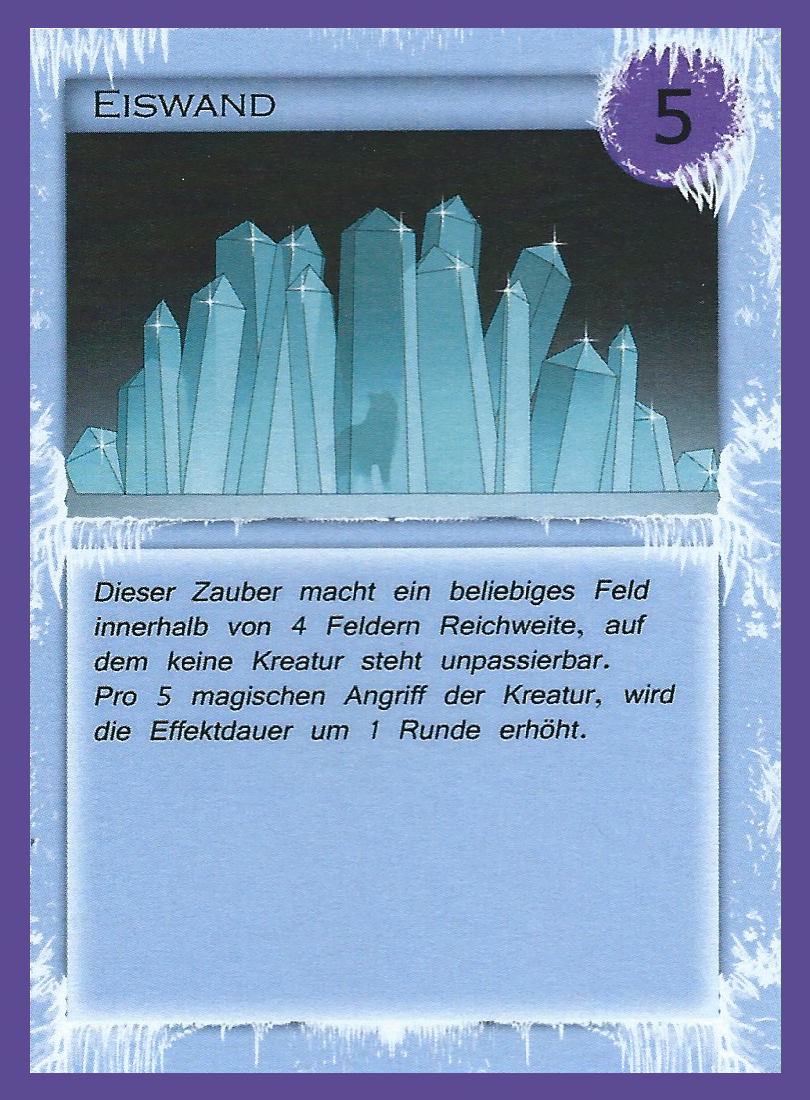 EISWAND
5
Dieser Zauber macht ein beliebiges Feld
innerhalb von 4 Feldern Reichweite, auf
dem keine Kreatur steht unpassierbar.
Pro 5 magischen Angriff der Kreatur, wird
die Effektdauer um 1 Runde erhöht.